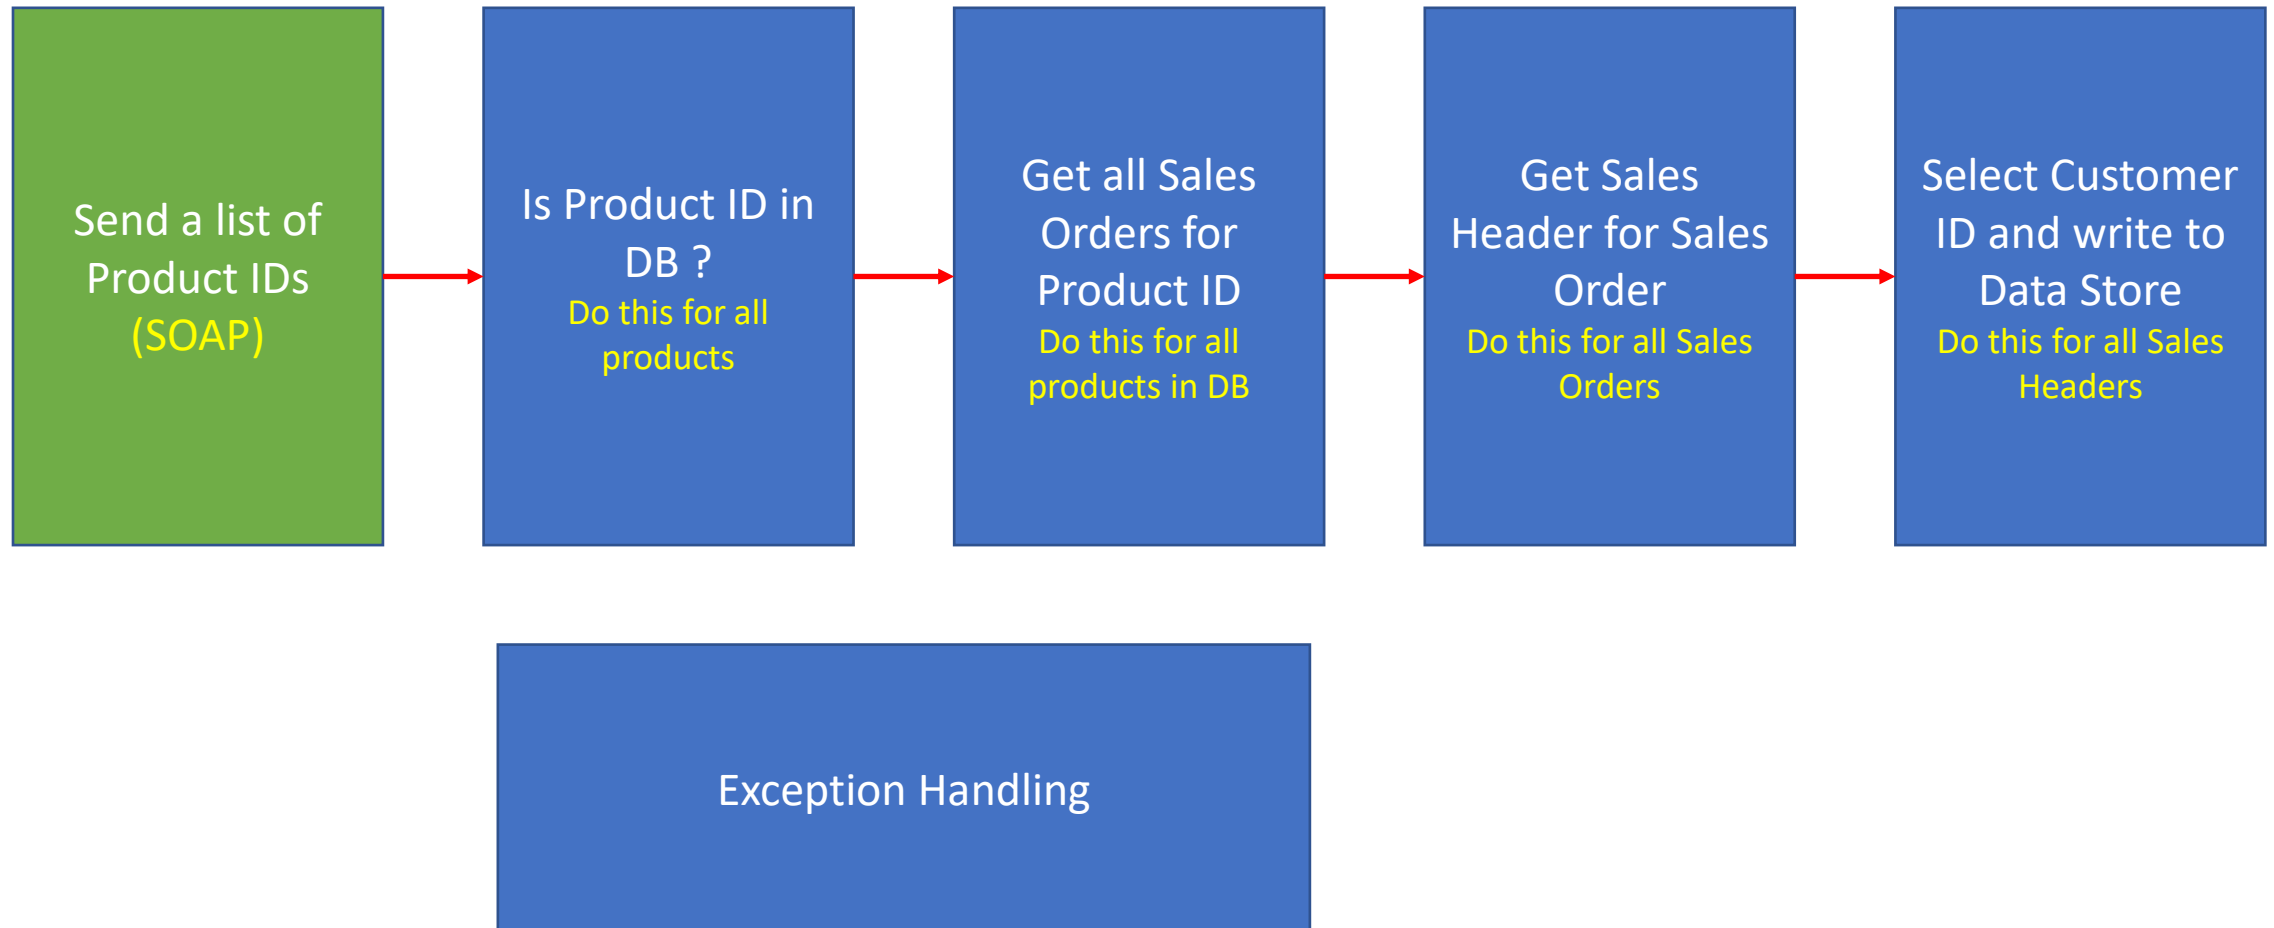 Send a list of
Product IDs
(SOAP)
Is Product ID in
DB ?
Do this for all
products
Get all Sales
Orders for
Product ID
Do this for all
products in DB
Get Sales
Header for Sales
Order
Do this for all Sales
Orders
Select Customer
ID and write to
Data Store
Do this for all Sales
Headers
Exception Handling